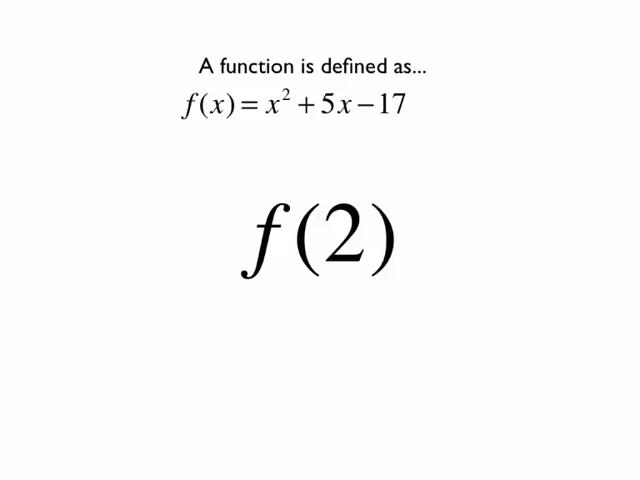 A function is defined as...
f(x) = x² + 5x − 17
f(2)